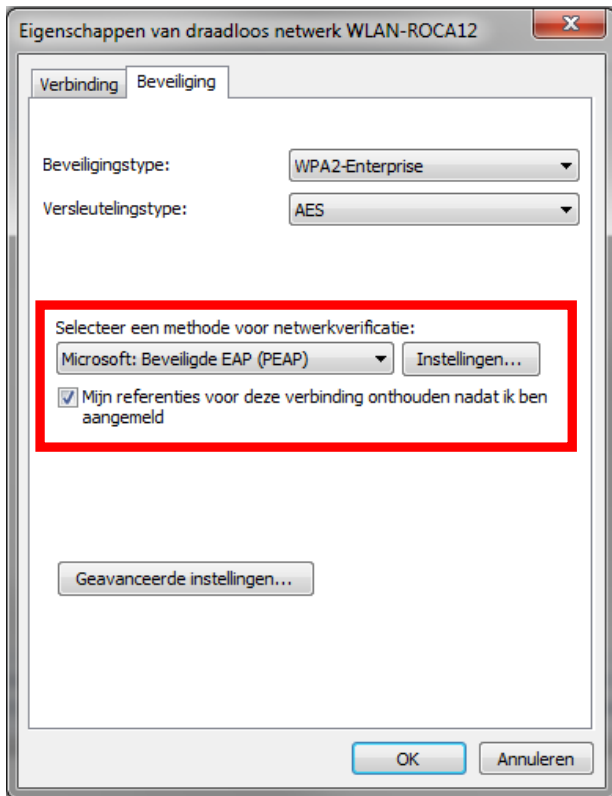 Eigenschappen van draadloos netwerk WLAN-ROCA12
Verbinding
Beveiliging
Beveiligingstype:
WPA2-Enterprise
Versleutelingstype:
AES
Selecteer een methode voor netwerkverificatie:
Microsoft: Beveiligde EAP (PEAP)
Instellingen...
Mijn referenties voor deze verbinding onthouden nadat ik ben
aangemeld
Geavanceerde instellingen...
OK
Annuleren